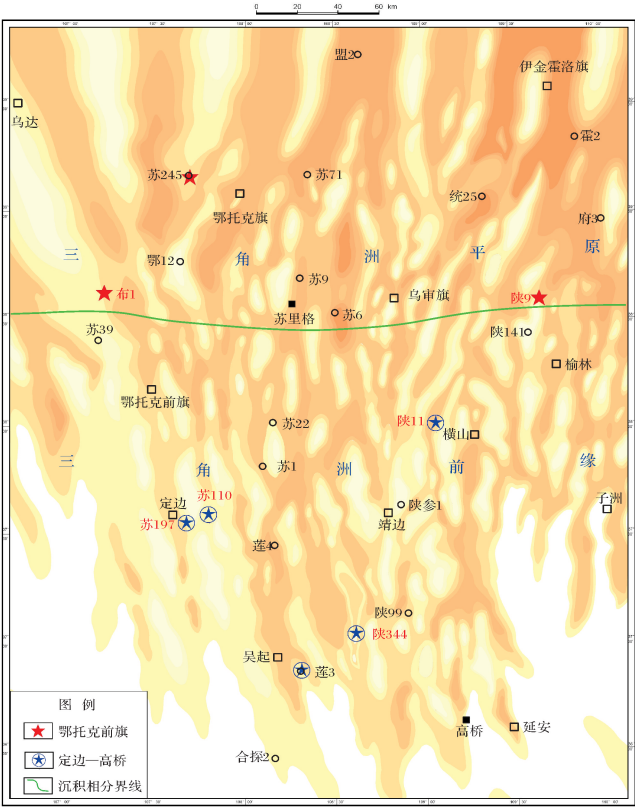 0 20 40 60 km
盟2
伊金霍洛旗
乌达
霍2
苏245
苏71
统25
鄂托克旗
府3
三 角 洲 平 原
鄂12
苏9
布1
乌审旗
陕9
苏里格
苏6
苏39
陕141
榆林
鄂托克前旗
陕11
苏22
横山
三 角 洲 前 缘
苏1
苏110
定边
子洲
陕参1
苏197
靖边
莲4
陕99
陕344
吴起
莲3
图 例
鄂托克前旗
高桥
延安
定边—高桥
合探2
沉积相分界线